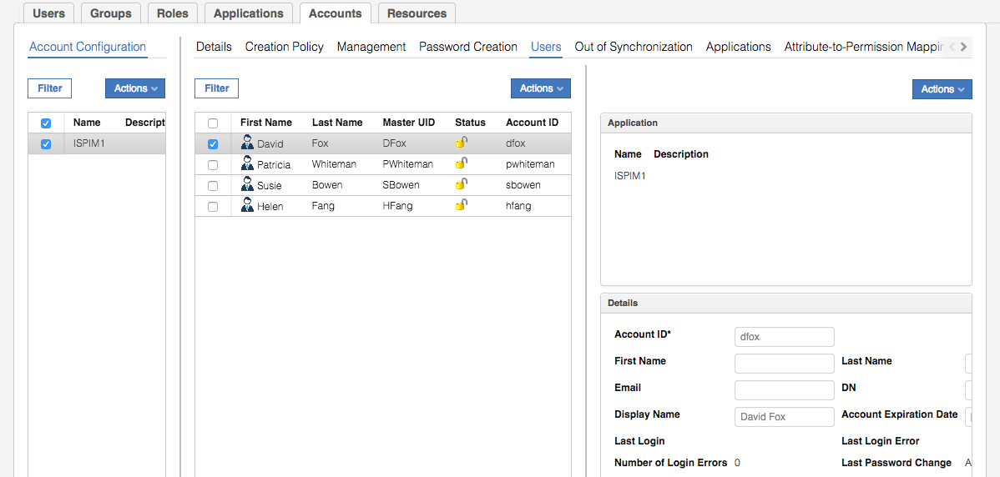 Users Groups Roles Applications Accounts Resources
Account Configuration
Details Creation Policy Management Password Creation Users Out of Synchronization Applications Attribute-to-Permission Mappin
Filter Actions
Filter Actions
Actions
Name Descript
ISPIM1
First Name Last Name Master UID Status Account ID
David Fox DFox dfox
Patricia Whiteman PWhiteman pwhiteman
Susie Bowen SBowen sbowen
Helen Fang HFang hfang
Application
Name Description
ISPIM1
Details
Account ID* dfox
First Name Last Name
Email DN
Display Name David Fox Account Expiration Date
Last Login Last Login Error
Number of Login Errors 0 Last Password Change A